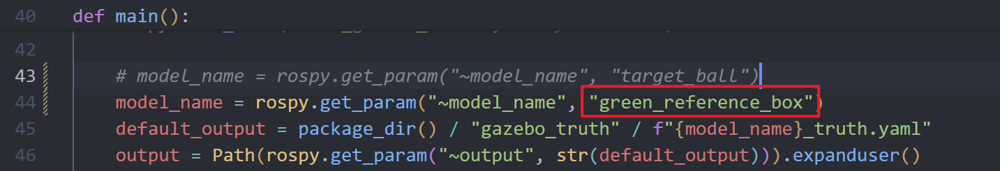 40 def main():
42
43 # model_name = rospy.get_param("~model_name", "target_ball")
44 model_name = rospy.get_param("~model_name", "green_reference_box")
45 default_output = package_dir() / "gazebo_truth" / f"{model_name}_truth.yaml"
46 output = Path(rospy.get_param("~output", str(default_output))).expanduser()